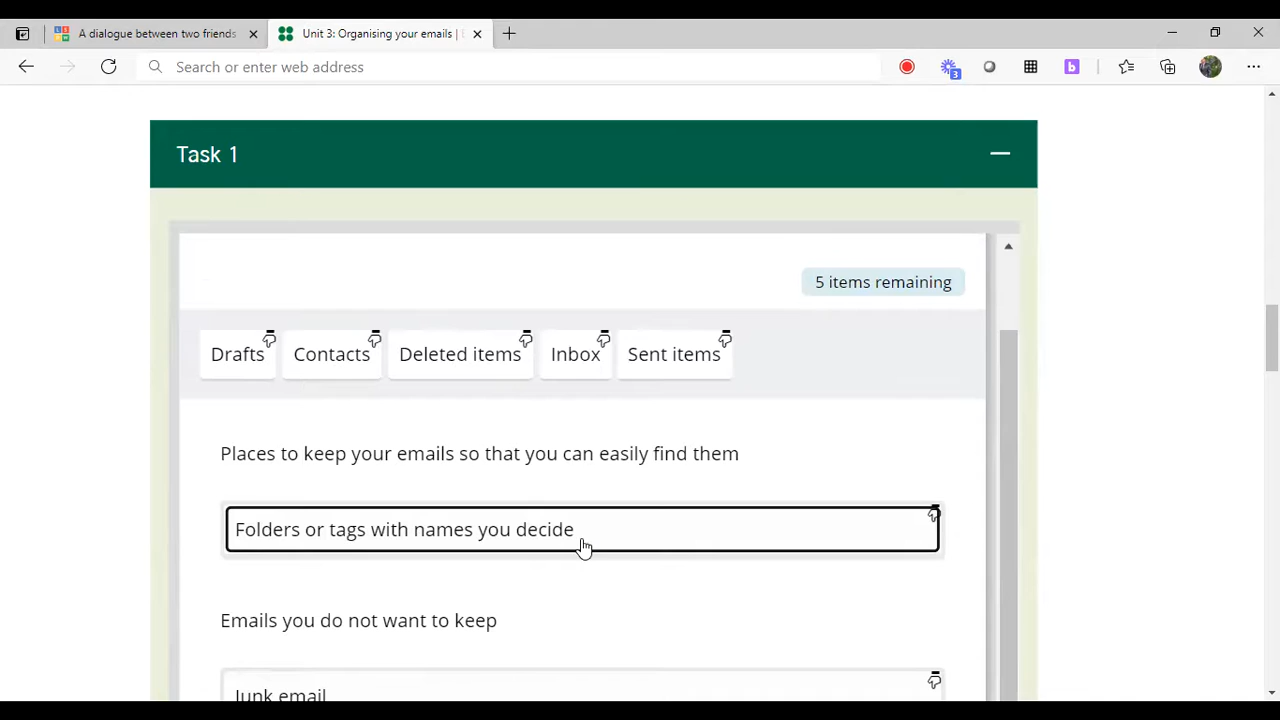 A dialogue between two friends
Unit 3: Organising your emails |
Search or enter web address
3
Task 1
5 items remaining
Drafts
Contacts
Deleted items
Inbox
Sent items
Places to keep your emails so that you can easily find them
Folders or tags with names you decide
Emails you do not want to keep
Junk email